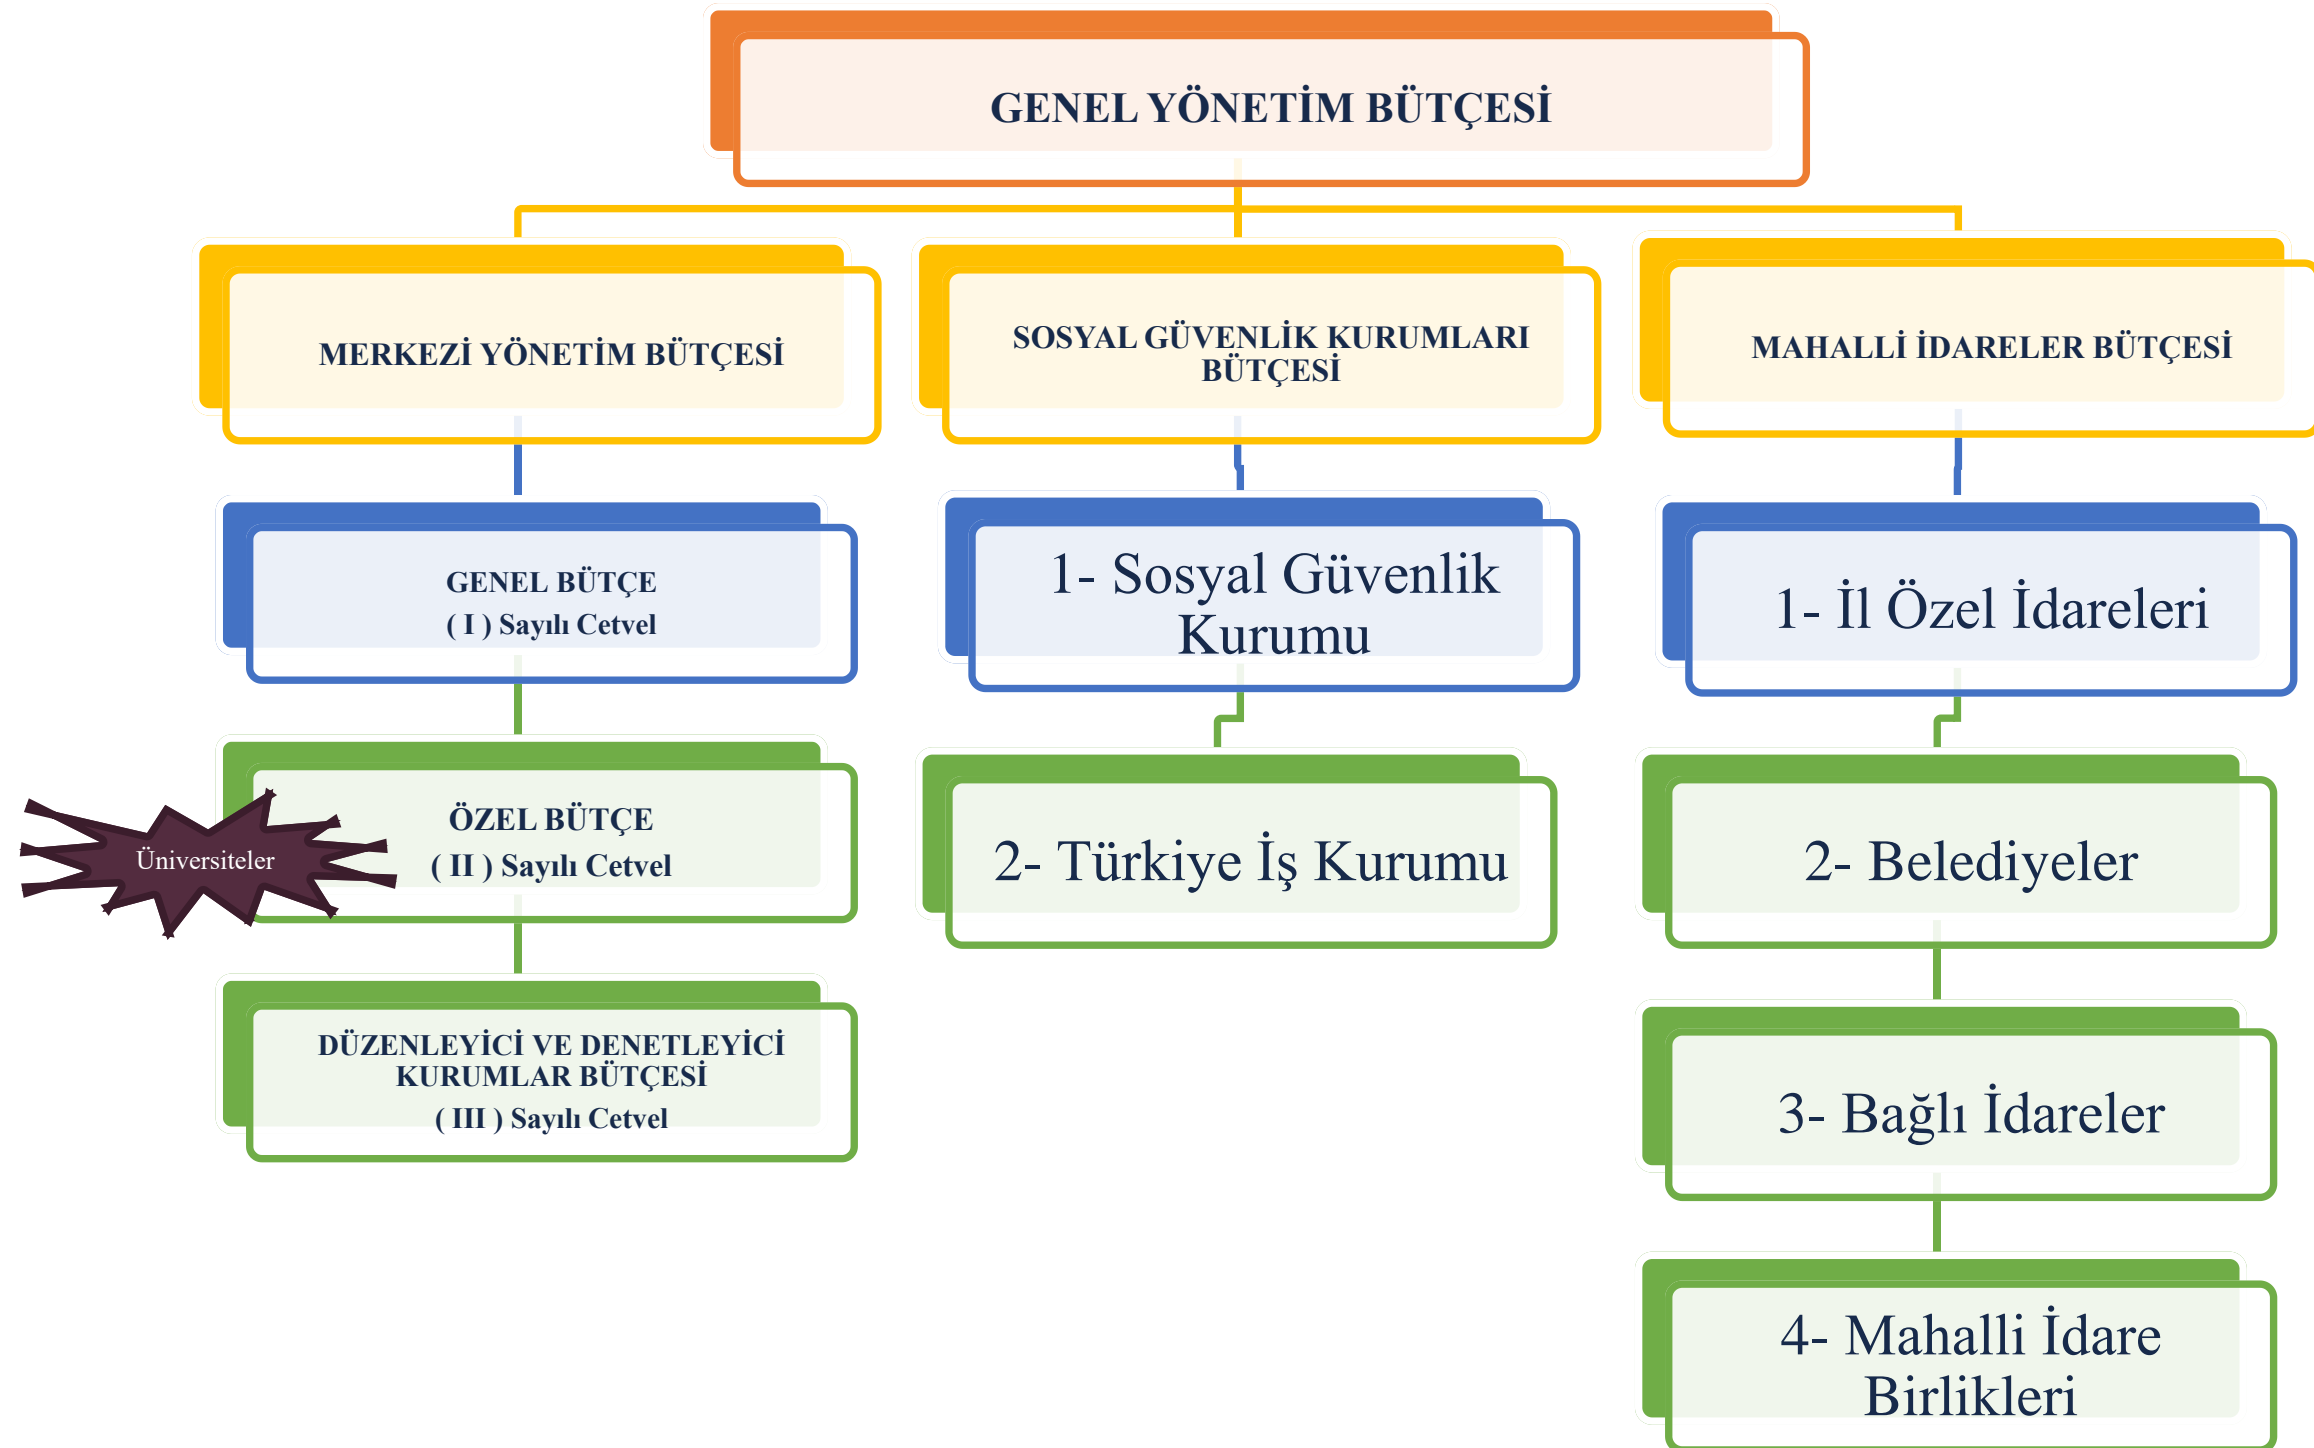 GENEL YÖNETİM BÜTÇESİ
MERKEZİ YÖNETİM BÜTÇESİ
GENEL BÜTÇE
( I ) Sayılı Cetvel
Üniversiteler
ÖZEL BÜTÇE
( II ) Sayılı Cetvel
DÜZENLEYİCİ VE DENETLEYİCİ
KURUMLAR BÜTÇESİ
( III ) Sayılı Cetvel
SOSYAL GÜVENLİK KURUMLARI
BÜTÇESİ
1- Sosyal Güvenlik
Kurumu
2- Türkiye İş Kurumu
MAHALLİ İDARELER BÜTÇESİ
1- İl Özel İdareleri
2- Belediyeler
3- Bağlı İdareler
4- Mahalli İdare
Birlikleri